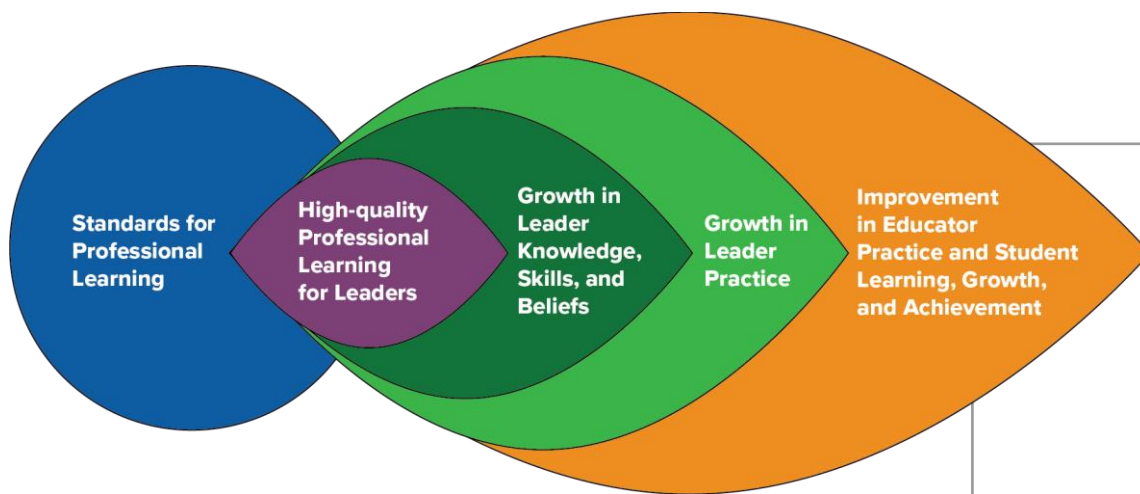 Standards for
Professional
Learning
High-quality
Professional
Learning
for Leaders
Growth in
Leader
Knowledge,
Skills, and
Beliefs
Growth in
Leader
Practice
Improvement
in Educator
Practice and Student
Learning, Growth,
and Achievement